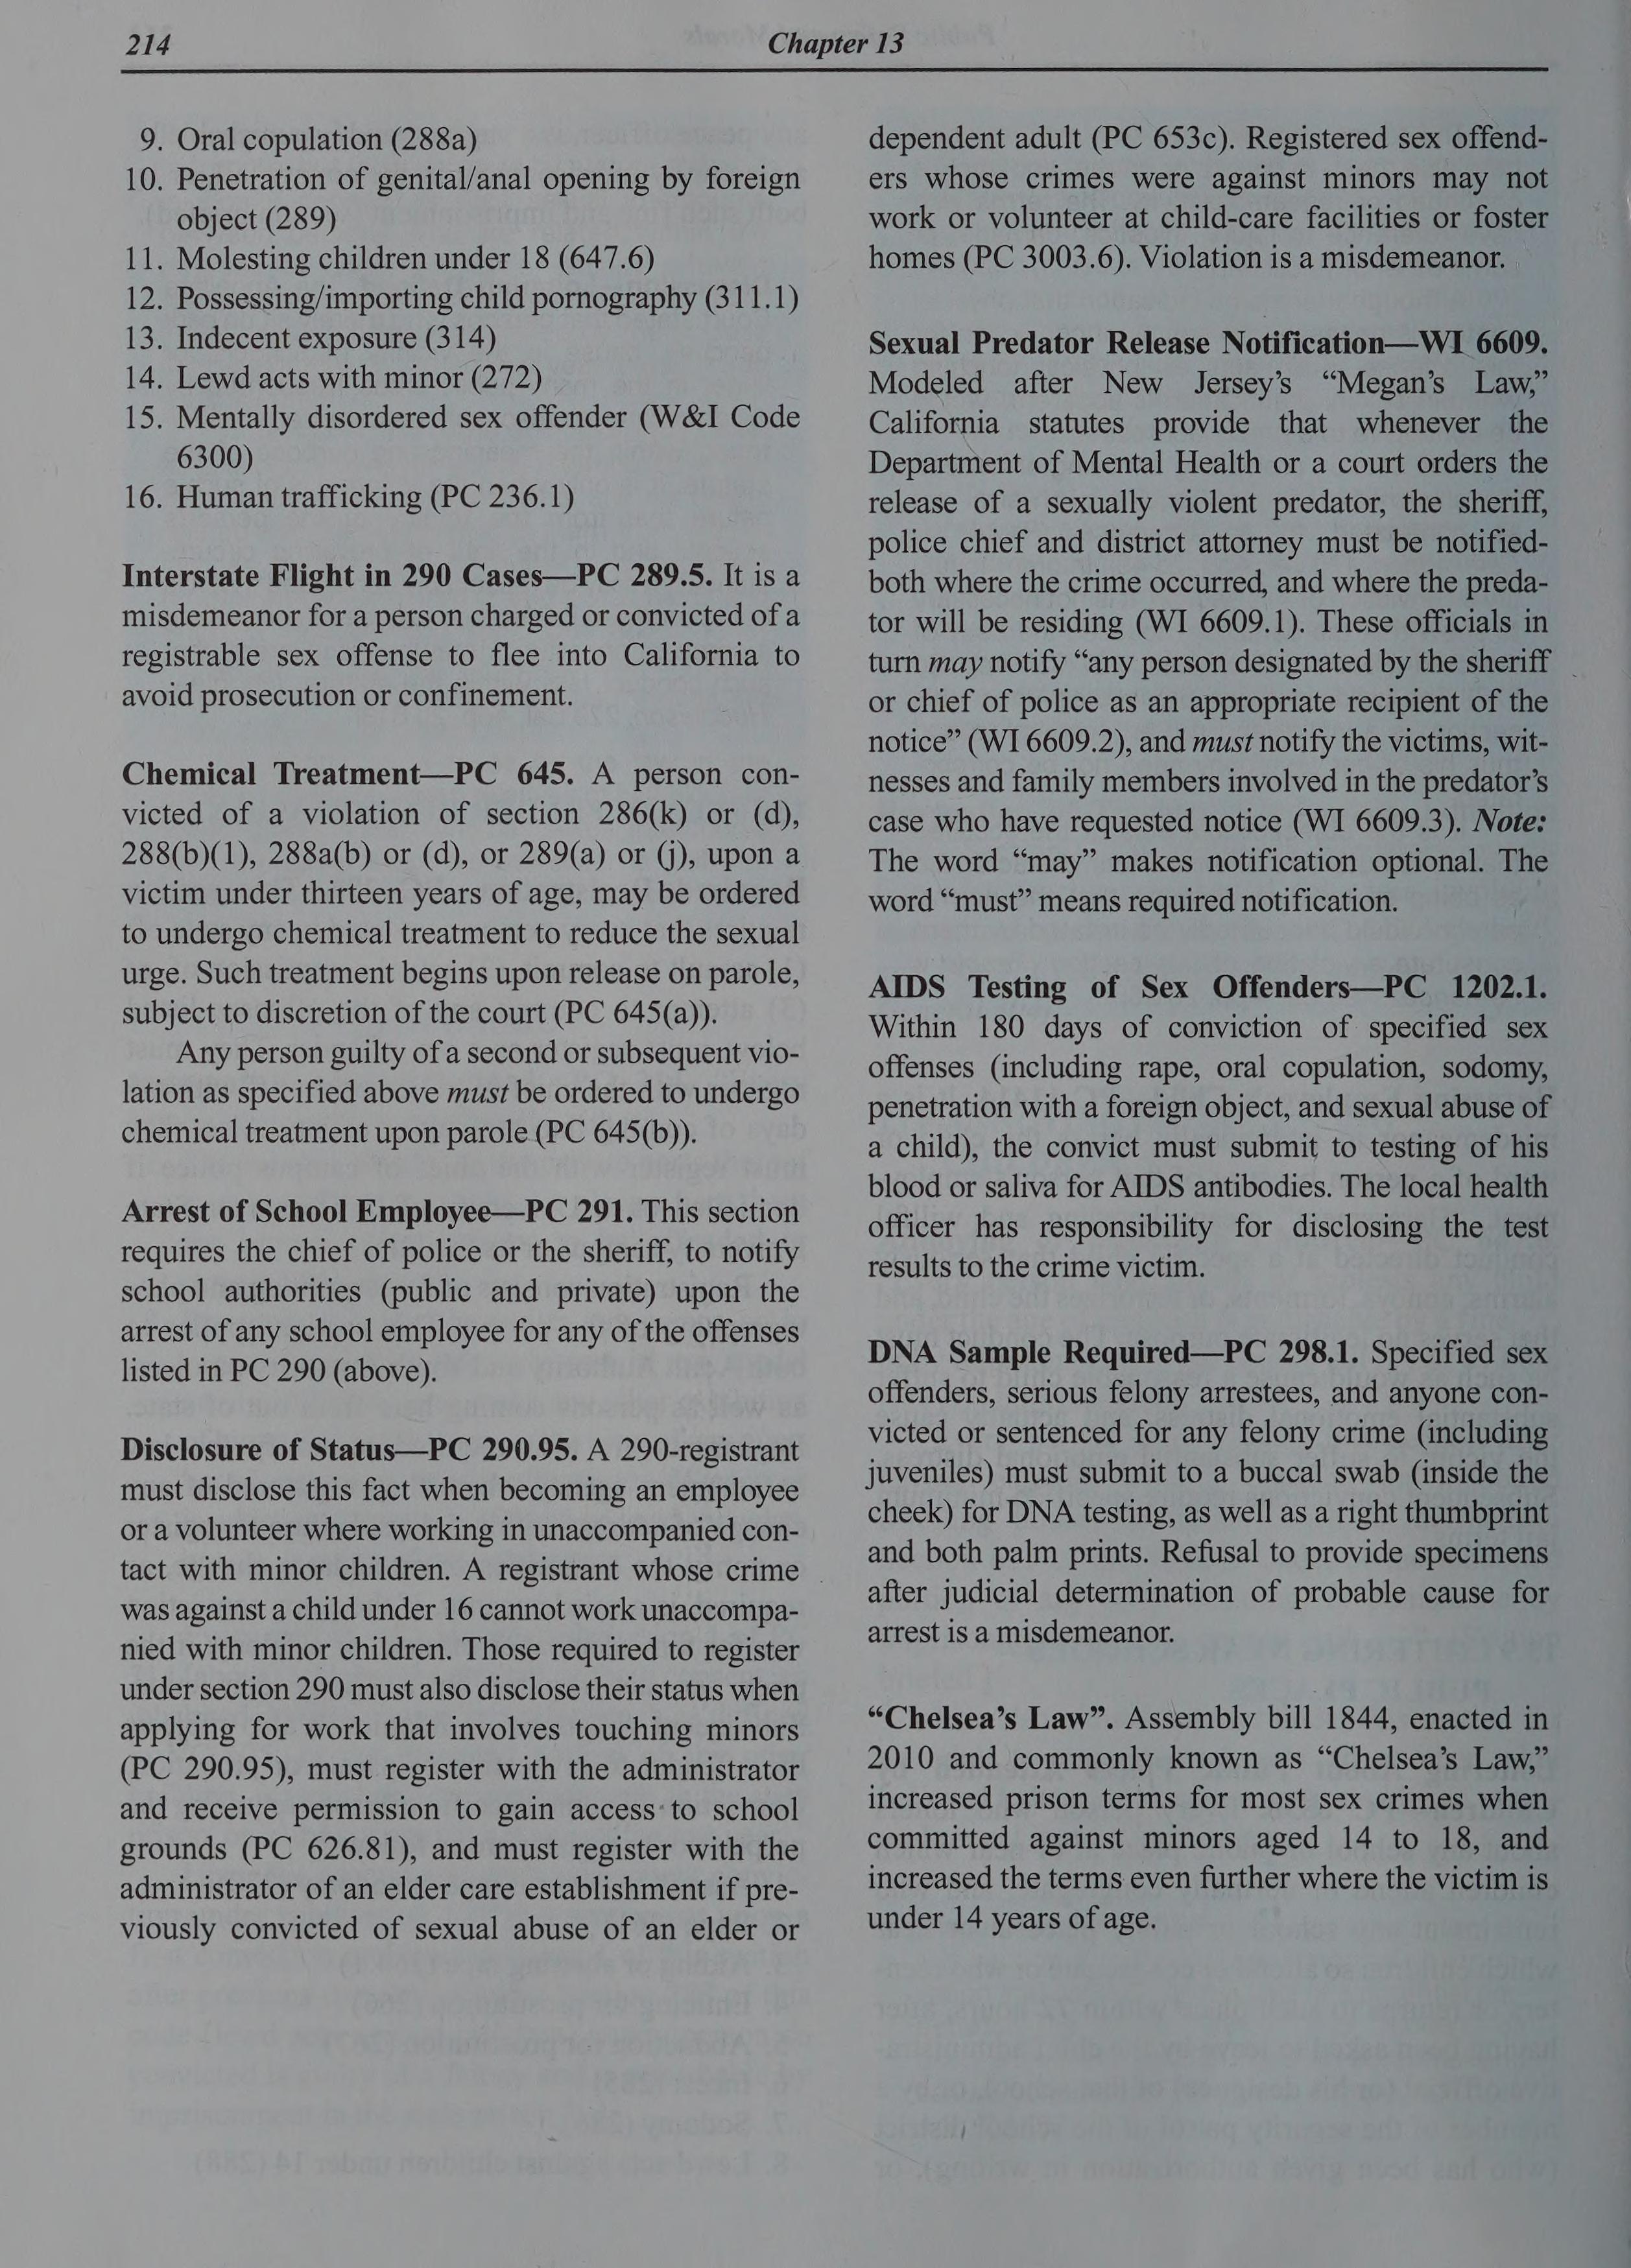 214
Chapter 13
9. Oral copulation (288a)
10. Penetration of genital/anal opening by foreign
object (289)
11. Molesting children under 18 (647.6)
12. Possessing/importing child pornography (311.1)
13. Indecent exposure (314)
14. Lewd acts with minor (272)
15. Mentally disordered sex offender (W&I Code
6300)
16. Human trafficking (PC 236.1)
Interstate Flight in 290 Cases—PC 289.5. It is a
misdemeanor for a person charged or convicted of a
registrable sex offense to flee into California to
avoid prosecution or confinement.
Chemical Treatment—PC 645. A person con-
victed of a violation of section 286(k) or (d),
288(b)(1), 288a(b) or (d), or 289(a) or (j), upon a
victim under thirteen years of age, may be ordered
to undergo chemical treatment to reduce the sexual
urge. Such treatment begins upon release on parole,
subject to discretion of the court (PC 645(a)).
Any person guilty of a second or subsequent vio-
lation as specified above must be ordered to undergo
chemical treatment upon parole (PC 645(b)).
Arrest of School Employee—PC 291. This section
requires the chief of police or the sheriff, to notify
school authorities (public and private) upon the
arrest of any school employee for any of the offenses
listed in PC 290 (above).
Disclosure of Status—PC 290.95. A 290-registrant
must disclose this fact when becoming an employee
or a volunteer where working in unaccompanied con-
tact with minor children. A registrant whose crime
was against a child under 16 cannot work unaccompa-
nied with minor children. Those required to register
under section 290 must also disclose their status when
applying for work that involves touching minors
(PC 290.95), must register with the administrator
and receive permission to gain access to school
grounds (PC 626.81), and must register with the
administrator of an elder care establishment if pre-
viously convicted of sexual abuse of an elder or
dependent adult (PC 653c). Registered sex offend-
ers whose crimes were against minors may not
work or volunteer at child-care facilities or foster
homes (PC 3003.6). Violation is a misdemeanor.
Sexual Predator Release Notification—WI 6609.
Modeled after New Jersey's “Megan's Law,”
California statutes provide that whenever the
Department of Mental Health or a court orders the
release of a sexually violent predator, the sheriff,
police chief and district attorney must be notified-
both where the crime occurred, and where the preda-
tor will be residing (WI 6609.1). These officials in
turn may notify “any person designated by the sheriff
or chief of police as an appropriate recipient of the
notice” (WI 6609.2), and must notify the victims, wit-
nesses and family members involved in the predator's
case who have requested notice (WI 6609.3). Note:
The word “may” makes notification optional. The
word “must” means required notification.
AIDS Testing of Sex Offenders—PC 1202.1.
Within 180 days of conviction of specified sex
offenses (including rape, oral copulation, sodomy,
penetration with a foreign object, and sexual abuse of
a child), the convict must submit to testing of his
blood or saliva for AIDS antibodies. The local health
officer has responsibility for disclosing the test
results to the crime victim.
DNA Sample Required—PC 298.1. Specified sex
offenders, serious felony arrestees, and anyone con-
victed or sentenced for any felony crime (including
juveniles) must submit to a buccal swab (inside the
cheek) for DNA testing, as well as a right thumbprint
and both palm prints. Refusal to provide specimens
after judicial determination of probable cause for
arrest is a misdemeanor.
“Chelsea's Law”. Assembly bill 1844, enacted in
2010 and commonly known as “Chelsea's Law,”
increased prison terms for most sex crimes when
committed against minors aged 14 to 18, and
increased the terms even further where the victim is
under 14 years of age.